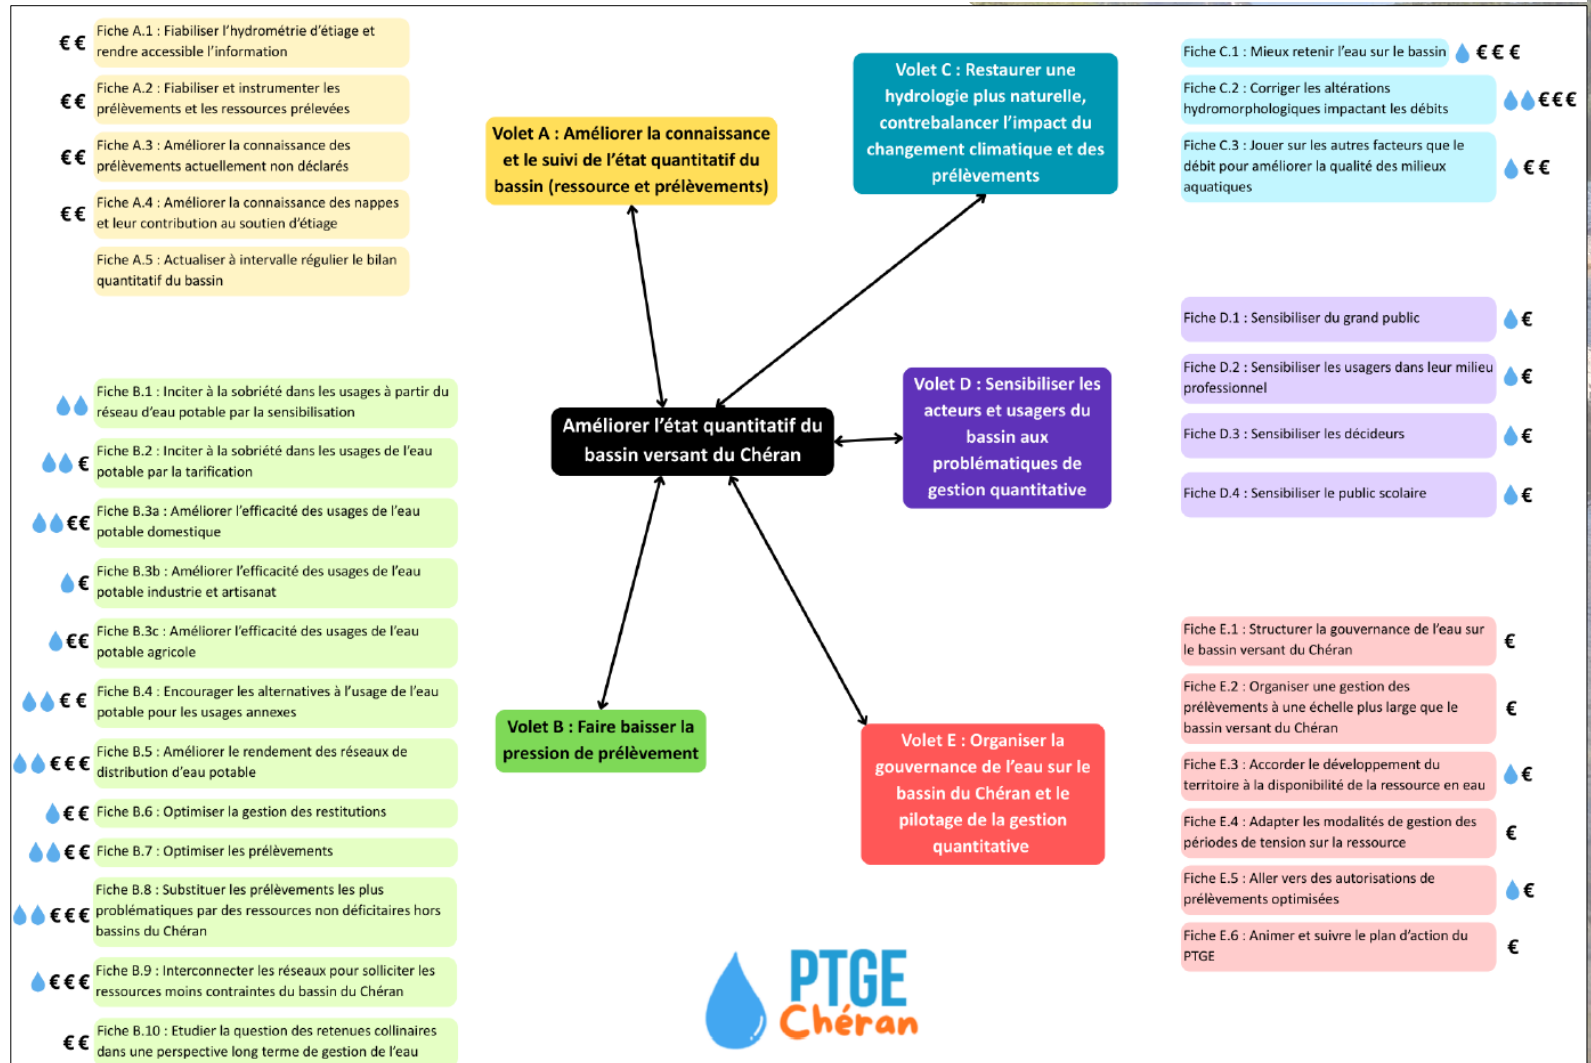 € €
Fiche A.1 : Fiabiliser l'hydrométrie d'étiage et
rendre accessible l'information
€ €
Fiche A.2 : Fiabiliser et instrumenter les
prélèvements et les ressources prélevées
€ €
Fiche A.3 : Améliorer la connaissance des
prélèvements actuellement non déclarés
€ €
Fiche A.4 : Améliorer la connaissance des nappes
et leur contribution au soutien d'étiage
Fiche A.5 : Actualiser à intervalle régulier le bilan
quantitatif du bassin
Fiche B.1 : Inciter à la sobriété dans les usages à partir du
réseau d'eau potable par la sensibilisation
€
Fiche B.2 : Inciter à la sobriété dans les usages de l'eau
potable par la tarification
€€
Fiche B.3a : Améliorer l'efficacité des usages de l'eau
potable domestique
€
Fiche B.3b : Améliorer l'efficacité des usages de l'eau
potable industrie et artisanat
€€
Fiche B.3c : Améliorer l'efficacité des usages de l'eau
potable agricole
€ €
Fiche B.4 : Encourager les alternatives à l'usage de l'eau
potable pour les usages annexes
€ € €
Fiche B.5 : Améliorer le rendement des réseaux de
distribution d'eau potable
€ €
Fiche B.6 : Optimiser la gestion des restitutions
€ €
Fiche B.7 : Optimiser les prélèvements
€ € €
Fiche B.8 : Substituer les prélèvements les plus
problématiques par des ressources non déficitaires hors
bassins du Chéran
€ € €
Fiche B.9 : Interconnecter les réseaux pour solliciter les
ressources moins contraintes du bassin du Chéran
€ €
Fiche B.10 : Etudier la question des retenues collinaires
dans une perspective long terme de gestion de l'eau
Volet A : Améliorer la connaissance
et le suivi de l'état quantitatif du
bassin (ressource et prélèvements)
Volet C : Restaurer une
hydrologie plus naturelle,
contrebalancer l'impact du
changement climatique et des
prélèvements
Améliorer l'état quantitatif du
bassin versant du Chéran
Volet D : Sensibiliser les
acteurs et usagers du
bassin aux
problématiques de
gestion quantitative
Volet B : Faire baisser la
pression de prélèvement
Volet E : Organiser la
gouvernance de l'eau sur le
bassin du Chéran et le
pilotage de la gestion
quantitative
PTGE
Chéran
Fiche C.1 : Mieux retenir l'eau sur le bassin
€ € €
Fiche C.2 : Corriger les altérations
hydromorphologiques impactant les débits
€€€
Fiche C.3 : Jouer sur les autres facteurs que le
débit pour améliorer la qualité des milieux
aquatiques
€ €
Fiche D.1 : Sensibiliser du grand public
€
Fiche D.2 : Sensibiliser les usagers dans leur milieu
professionnel
€
Fiche D.3 : Sensibiliser les décideurs
€
Fiche D.4 : Sensibiliser le public scolaire
€
Fiche E.1 : Structurer la gouvernance de l'eau sur
le bassin versant du Chéran
€
Fiche E.2 : Organiser une gestion des
prélèvements à une échelle plus large que le
bassin versant du Chéran
€
Fiche E.3 : Accorder le développement du
territoire à la disponibilité de la ressource en eau
€
Fiche E.4 : Adapter les modalités de gestion des
périodes de tension sur la ressource
€
Fiche E.5 : Aller vers des autorisations de
prélèvements optimisées
€
Fiche E.6 : Animer et suivre le plan d'action du
PTGE
€